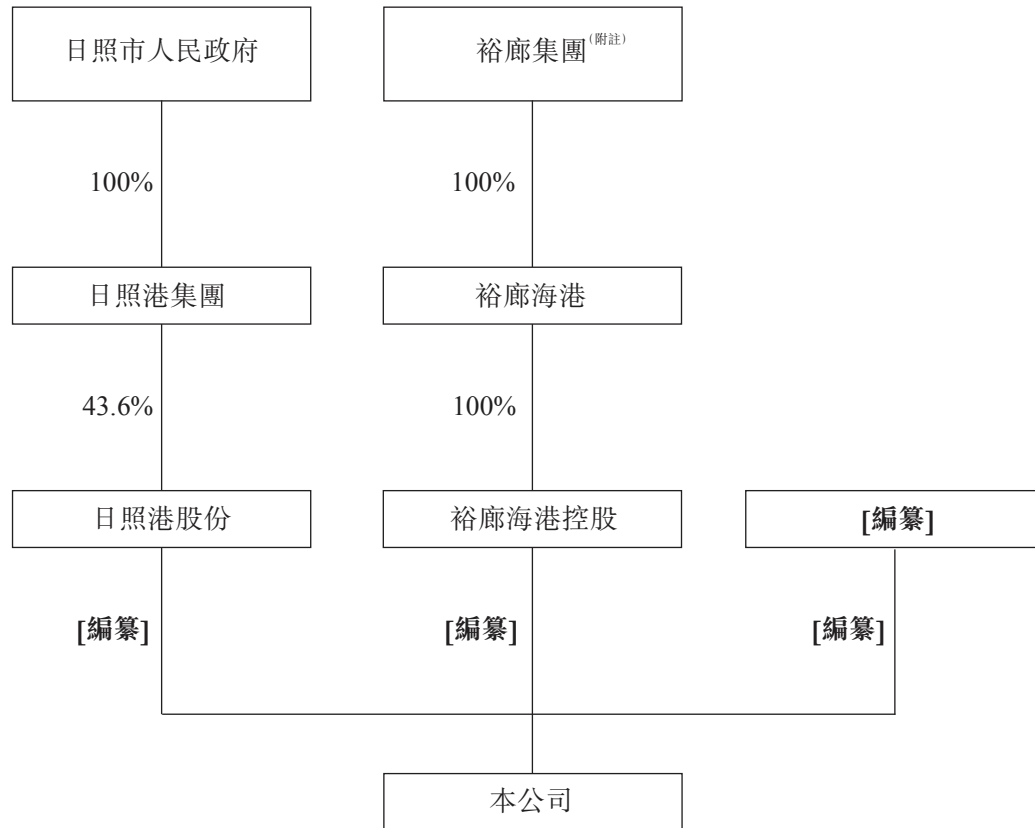 日照市人民政府
裕廊集團(附註)
100%
100%
日照港集團
裕廊海港
43.6%
100%
日照港股份
裕廊海港控股
[編纂]
[編纂]
[編纂]
[編纂]
本公司